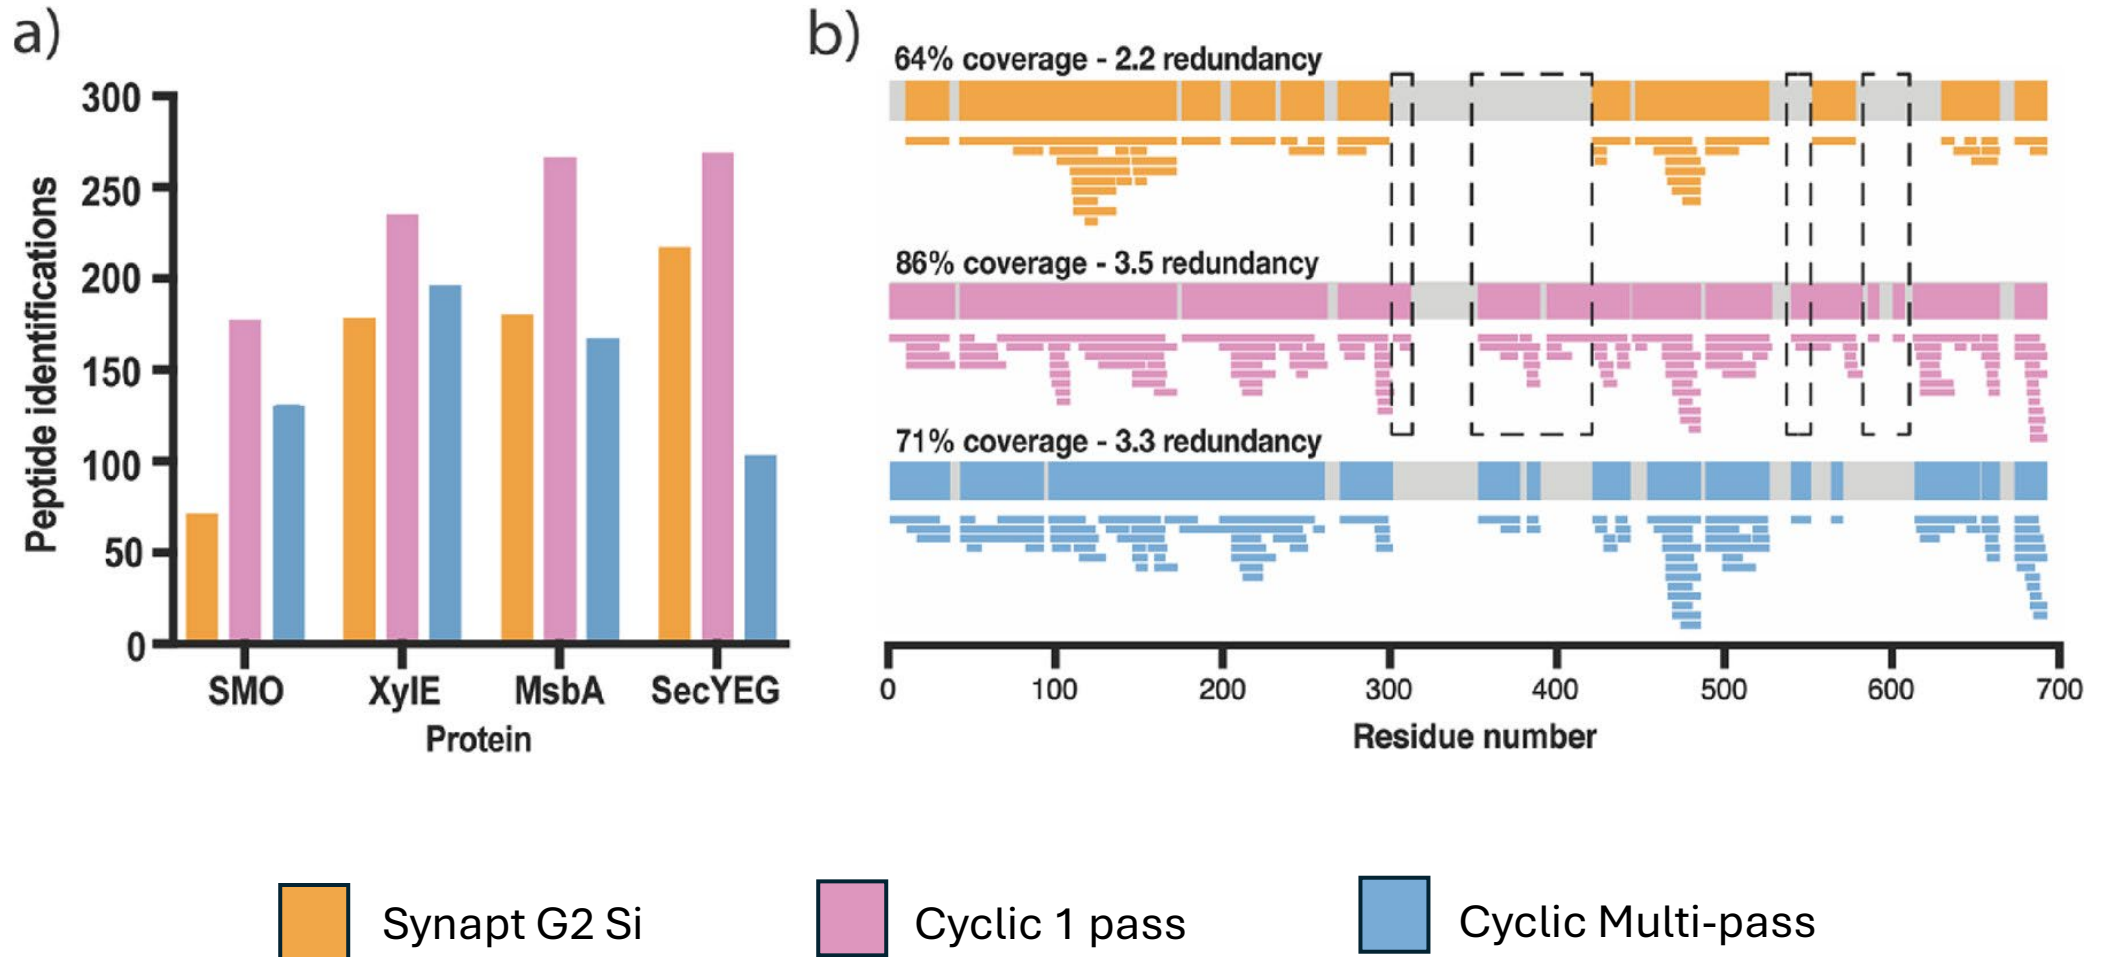 a)
Peptide identifications
300
250
200
150
100
50
0
SMO XylE MsbA SecYEG
Protein
b)
64% coverage - 2.2 redundancy
86% coverage - 3.5 redundancy
71% coverage - 3.3 redundancy
0 100 200 300 400 500 600 700
Residue number
Synapt G2 Si
Cyclic 1 pass
Cyclic Multi-pass